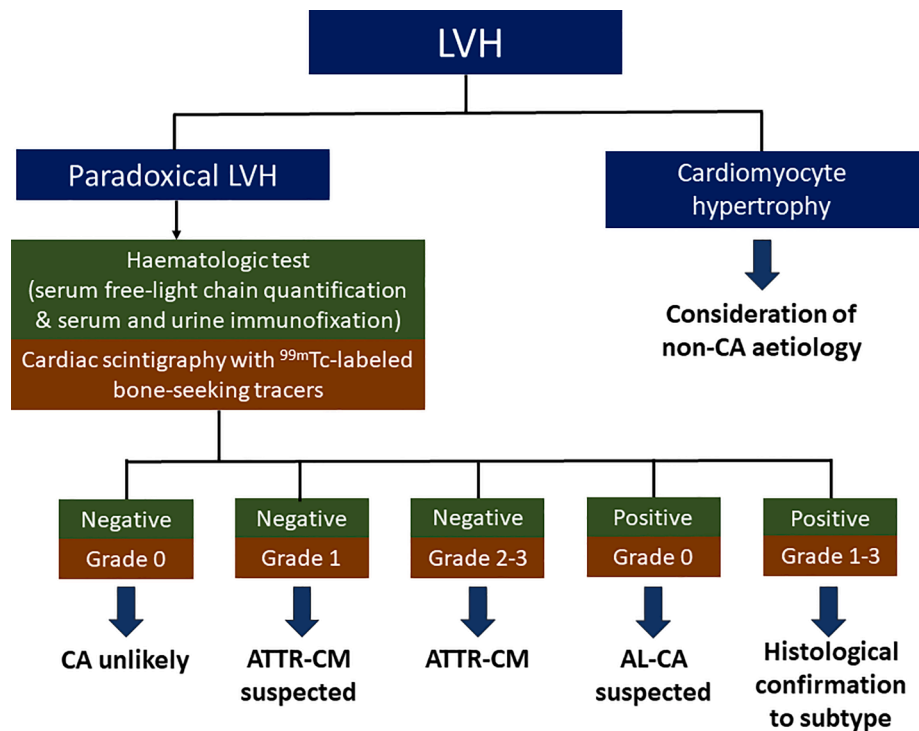 LVH
Paradoxical LVH
Cardiomyocyte
hypertrophy
Haematologic test
(serum free-light chain quantification
& serum and urine immunofixation)
Cardiac scintigraphy with ⁹⁹ᵐTc-labeled
bone-seeking tracers
Consideration of
non-CA aetiology
Negative
Grade 0
CA unlikely
Negative
Grade 1
ATTR-CM
suspected
Negative
Grade 2-3
ATTR-CM
Positive
Grade 0
AL-CA
suspected
Positive
Grade 1-3
Histological
confirmation
to subtype